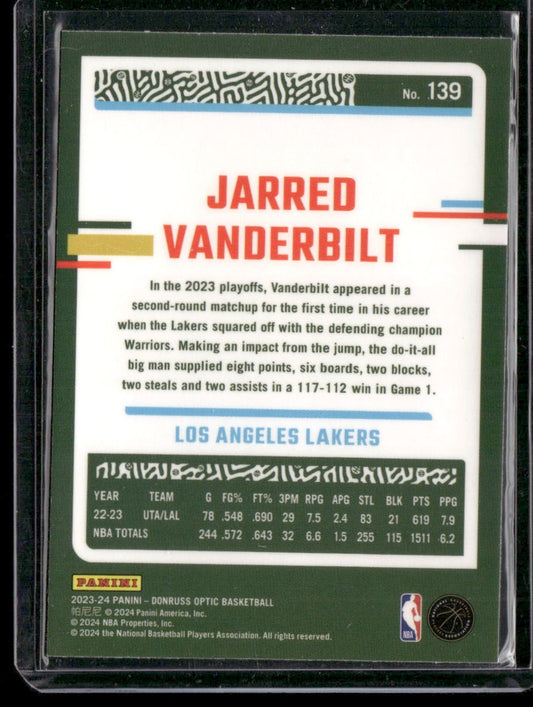 No. 139
JARRED
VANDERBILT
In the 2023 playoffs, Vanderbilt appeared in a
second-round matchup for the first time in his career
when the Lakers squared off with the defending champion
Warriors. Making an impact from the jump, the do-it-all
big man supplied eight points, six boards, two blocks,
two steals and two assists in a 117-112 win in Game 1.
LOS ANGELES LAKERS
YEAR TEAM G FG% FT% 3PM RPG APG STL BLK PTS PPG
22-23 UTA/LAL 78 .548 .690 29 7.5 2.4 83 21 619 7.9
NBA TOTALS 244 .572 .643 32 6.6 1.5 255 115 1511 6.2
PANINI
2023-24 PANINI – DONRUSS OPTIC BASKETBALL
帕尼尼 © 2024 Panini America, Inc.
© 2024 NBA Properties, Inc.
© 2024 the National Basketball Players Association. All rights reserved.
NBA